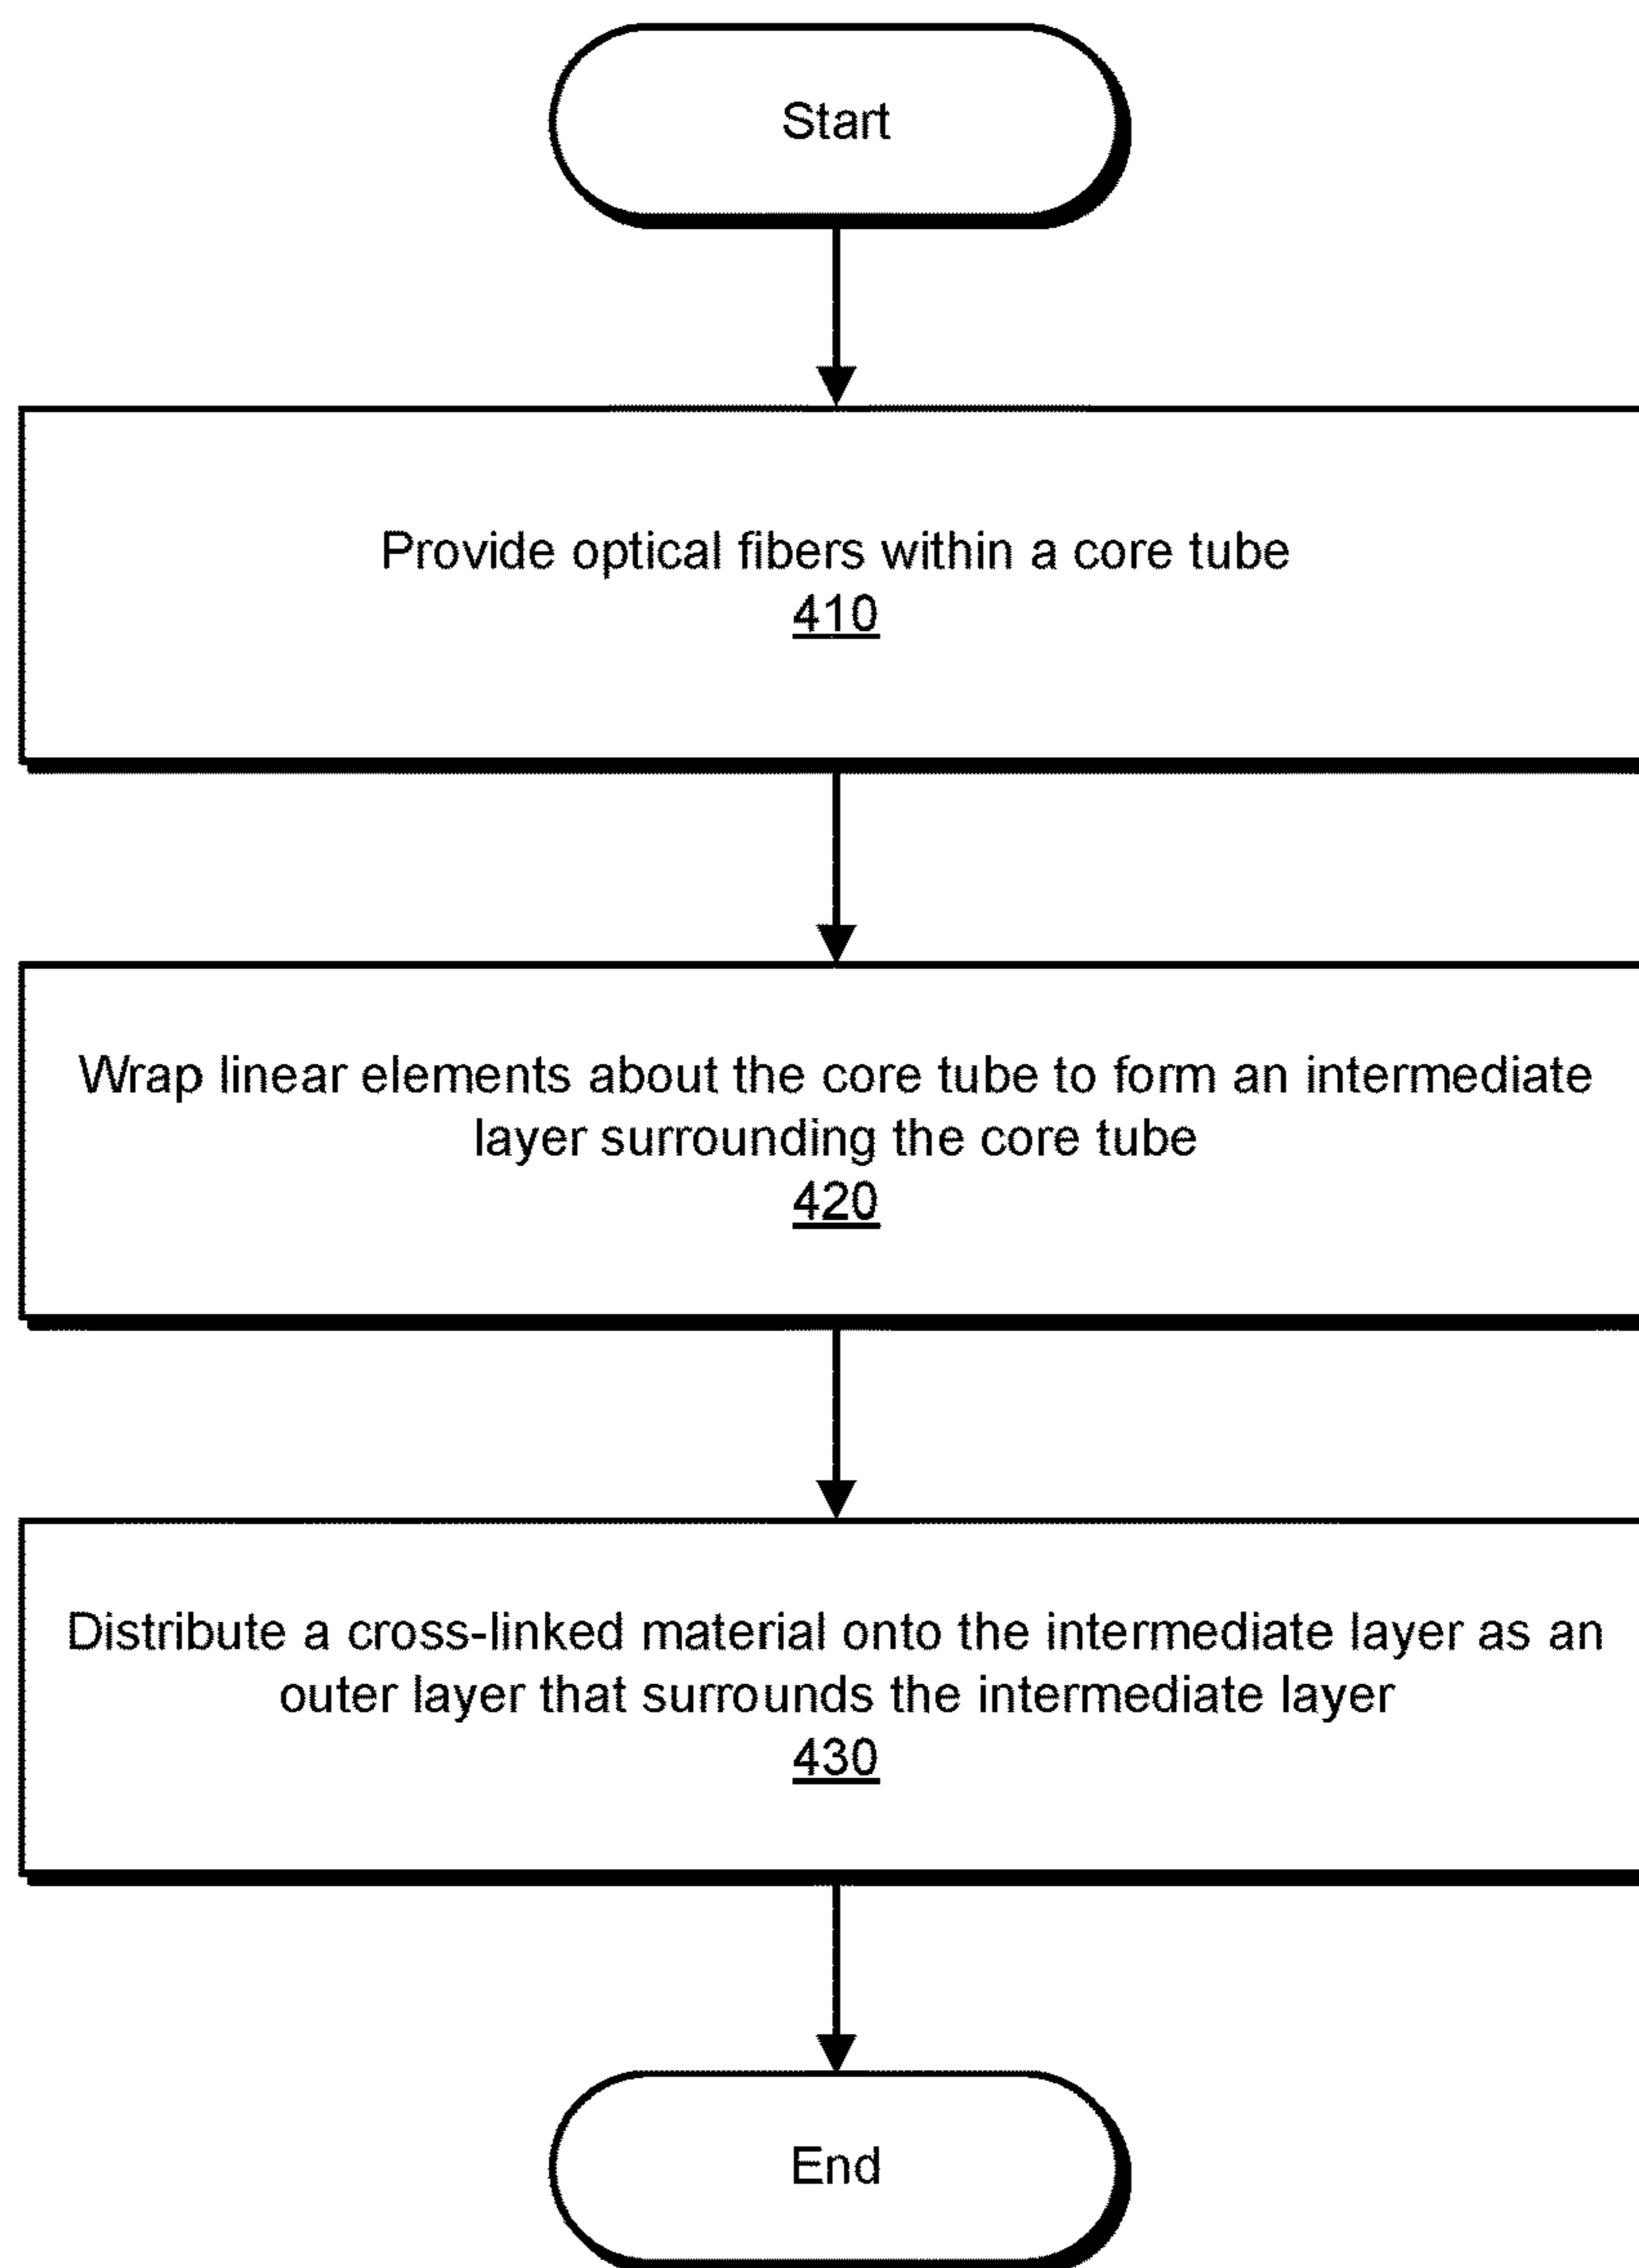 Start
Provide optical fibers within a core tube
410
Wrap linear elements about the core tube to form an intermediate
layer surrounding the core tube
420
Distribute a cross-linked material onto the intermediate layer as an
outer layer that surrounds the intermediate layer
430
End